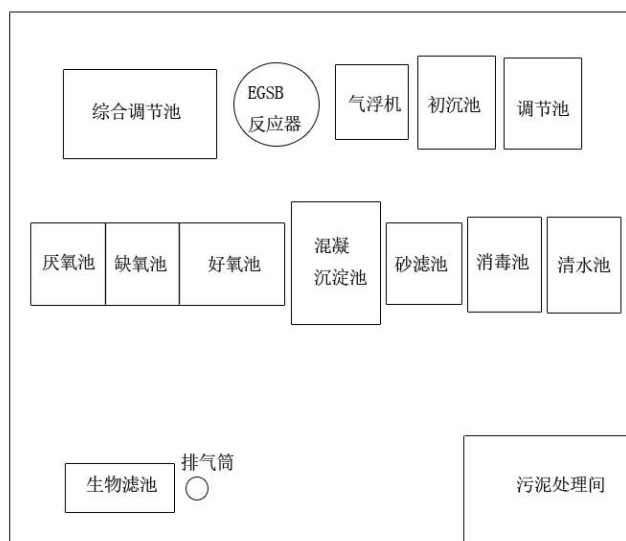 综合调节池
EGSB
反应器
气浮机
初沉池
调节池
厌氧池
缺氧池
好氧池
混凝
沉淀池
砂滤池
消毒池
清水池
生物滤池
排气筒
污泥处理间